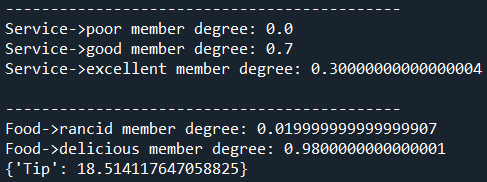 -------------------------------------------
Service->poor member degree: 0.0
Service->good member degree: 0.7
Service->excellent member degree: 0.30000000000000004
-------------------------------------------
Food->rancid member degree: 0.019999999999999907
Food->delicious member degree: 0.9800000000000001
{'Tip': 18.514117647058825}